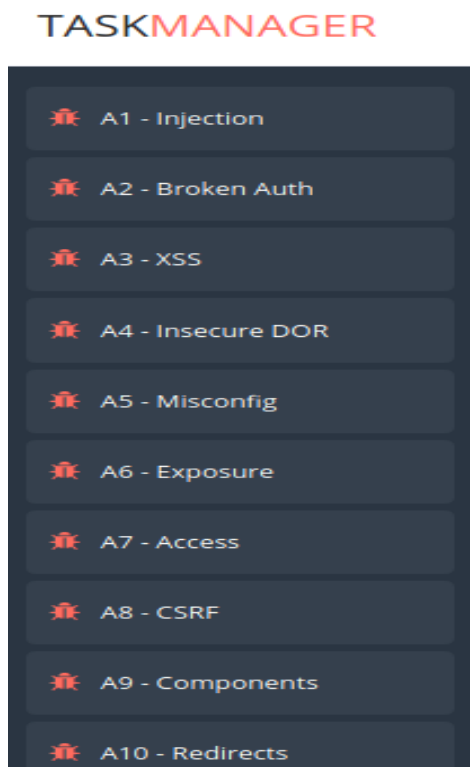 TASKMANAGER
A1 - Injection
A2 - Broken Auth
A3 - XSS
A4 - Insecure DOR
A5 - Misconfig
A6 - Exposure
A7 - Access
A8 - CSRF
A9 - Components
A10 - Redirects